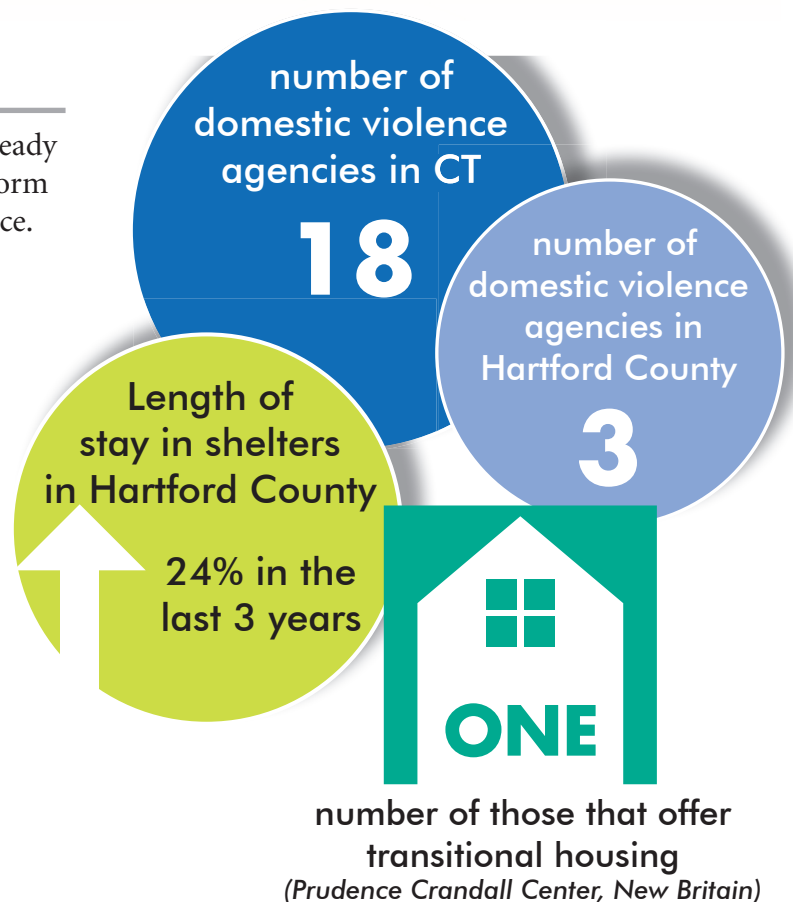 eady
orm
ce.
number of
domestic violence
agencies in CT
18
number of
domestic violence
agencies in
Hartford County
3
Length of
stay in shelters
in Hartford County
24% in the
last 3 years
ONE
number of those that offer
transitional housing
(Prudence Crandall Center, New Britain)